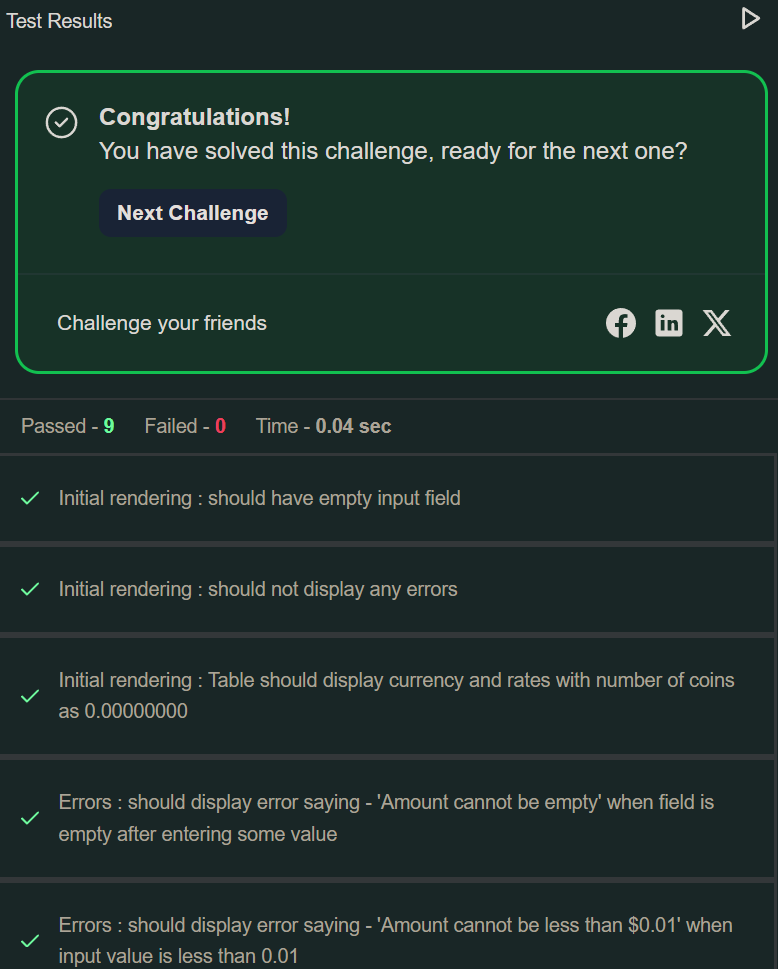 Test Results
Congratulations!
You have solved this challenge, ready for the next one?
Next Challenge
Challenge your friends
Passed - 9 Failed - 0 Time - 0.04 sec
Initial rendering : should have empty input field
Initial rendering : should not display any errors
Initial rendering : Table should display currency and rates with number of coins
as 0.00000000
Errors : should display error saying - 'Amount cannot be empty' when field is
empty after entering some value
Errors : should display error saying - 'Amount cannot be less than $0.01' when
input value is less than 0.01